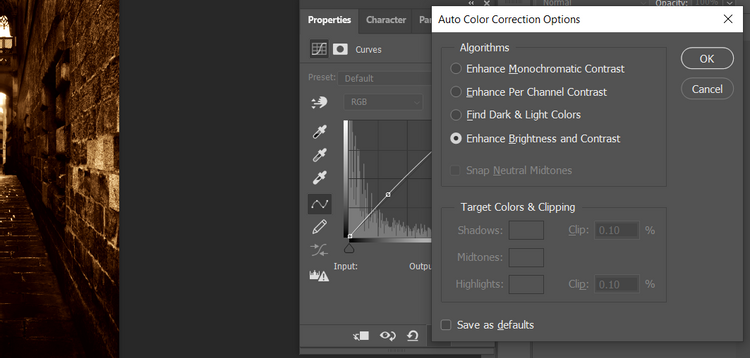 Properties
Character
Par
Curves
Preset:
Default
RGB
Input:
Outpu
Normal
Opacity:
100%
Auto Color Correction Options
Algorithms
Enhance Monochromatic Contrast
Enhance Per Channel Contrast
Find Dark & Light Colors
Enhance Brightness and Contrast
Snap Neutral Midtones
Target Colors & Clipping
Shadows:
Clip:
0.10
%
Midtones:
Highlights:
Clip:
0.10
%
Save as defaults
OK
Cancel